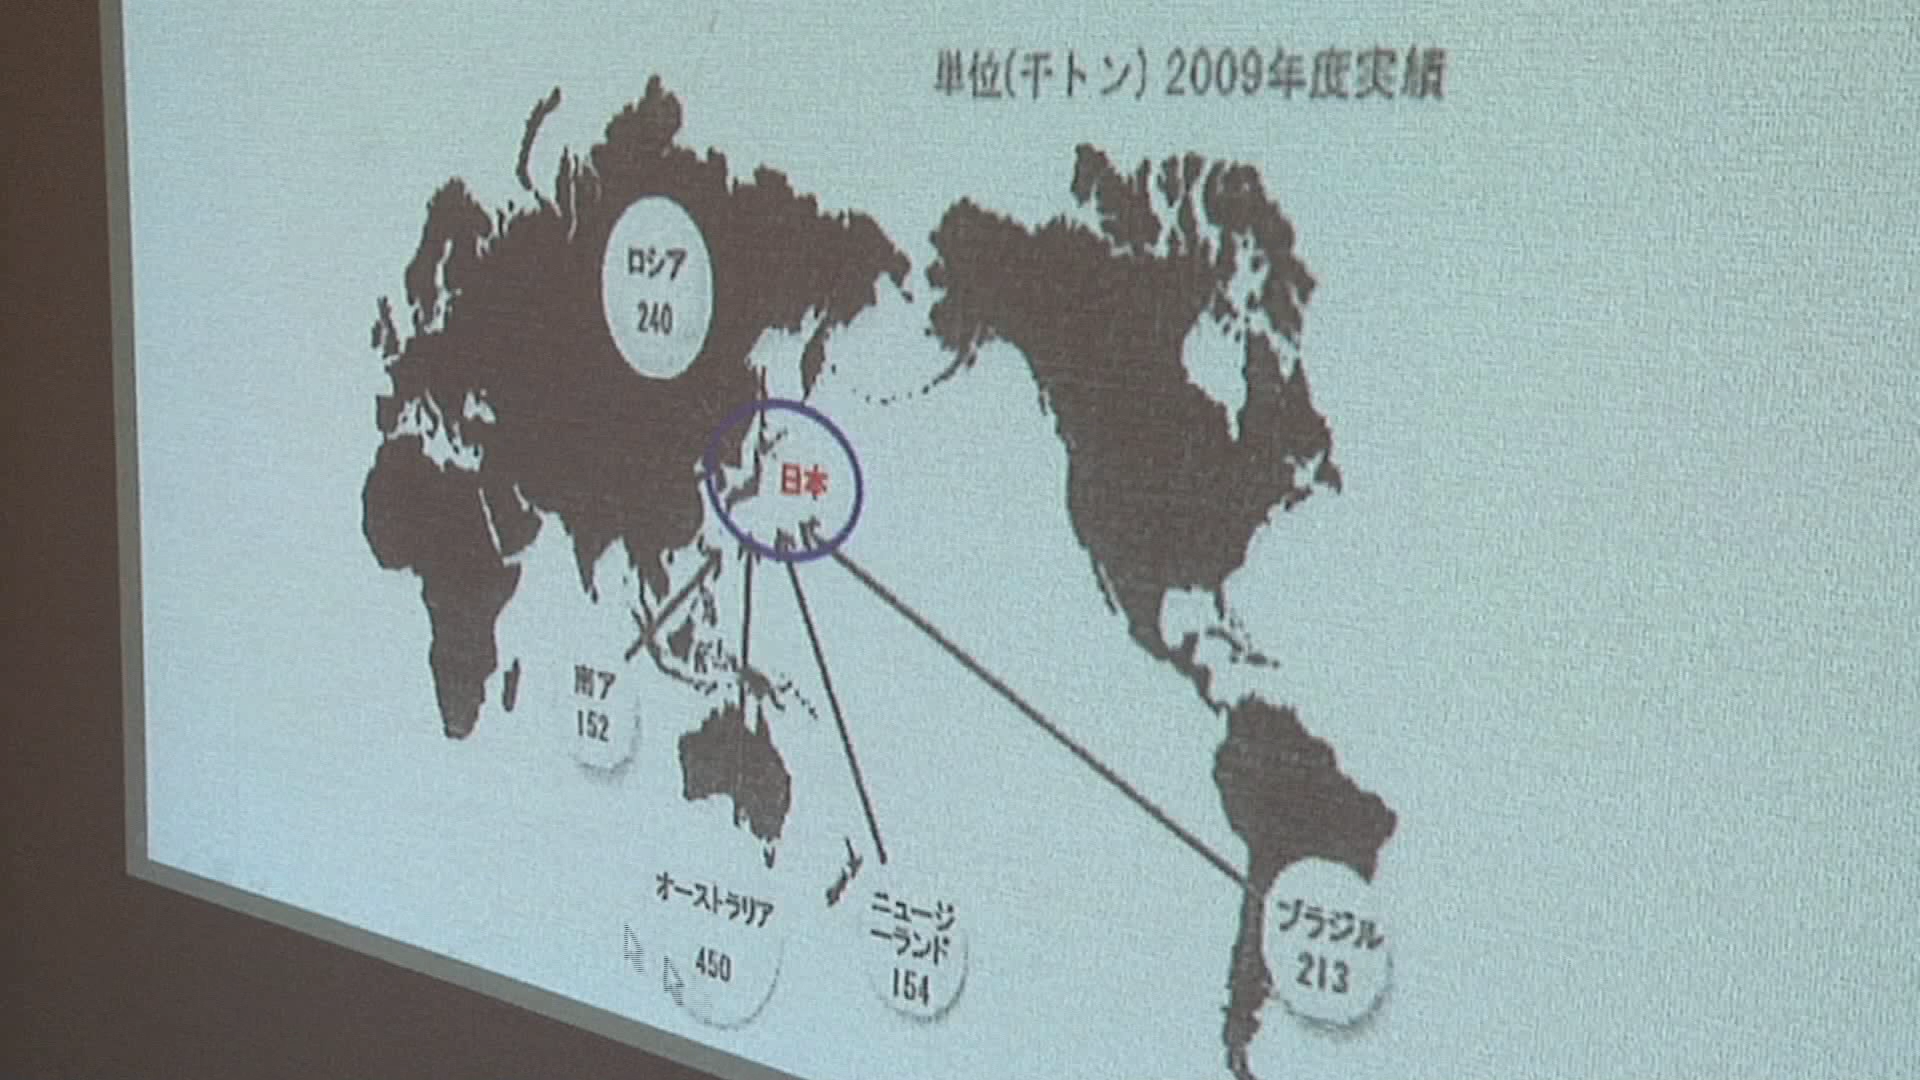 単位(千トン) 2009年度実績
ロシア
240
日本
南ア
152
オーストラリア
450
ニュージ
ーランド
154
ブラジル
213